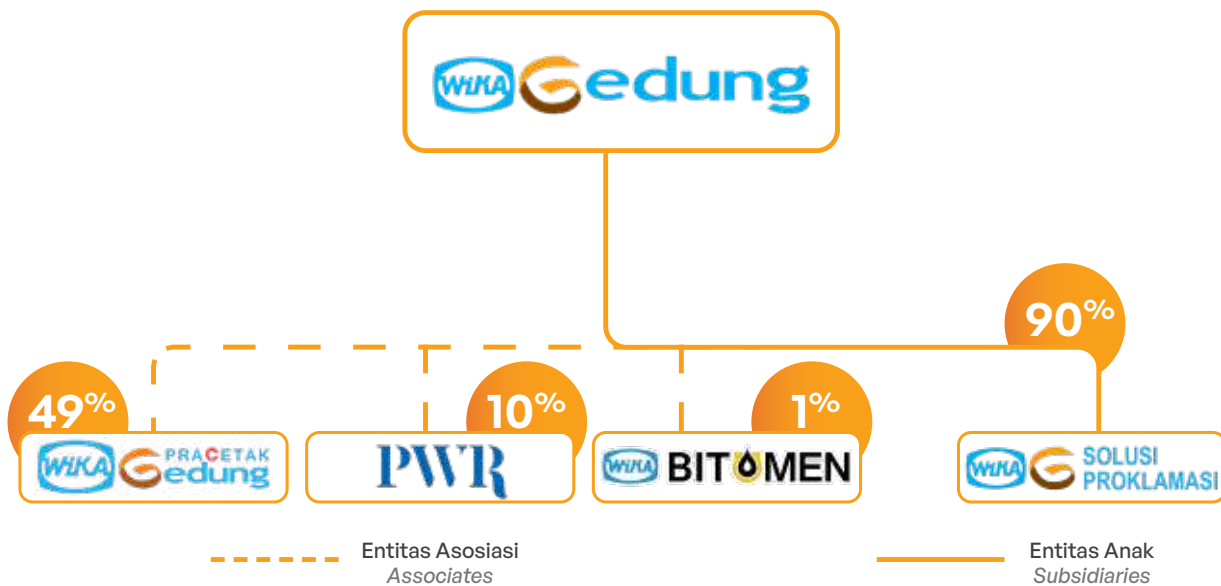 WIKA Gedung
90%
49%
10%
1%
WIKA PRACETAK
Gedung
PWR
WIKA BITUMEN
WIKA G SOLUSI
PROKLAMASI
Entitas Asosiasi
Associates
Entitas Anak
Subsidiaries